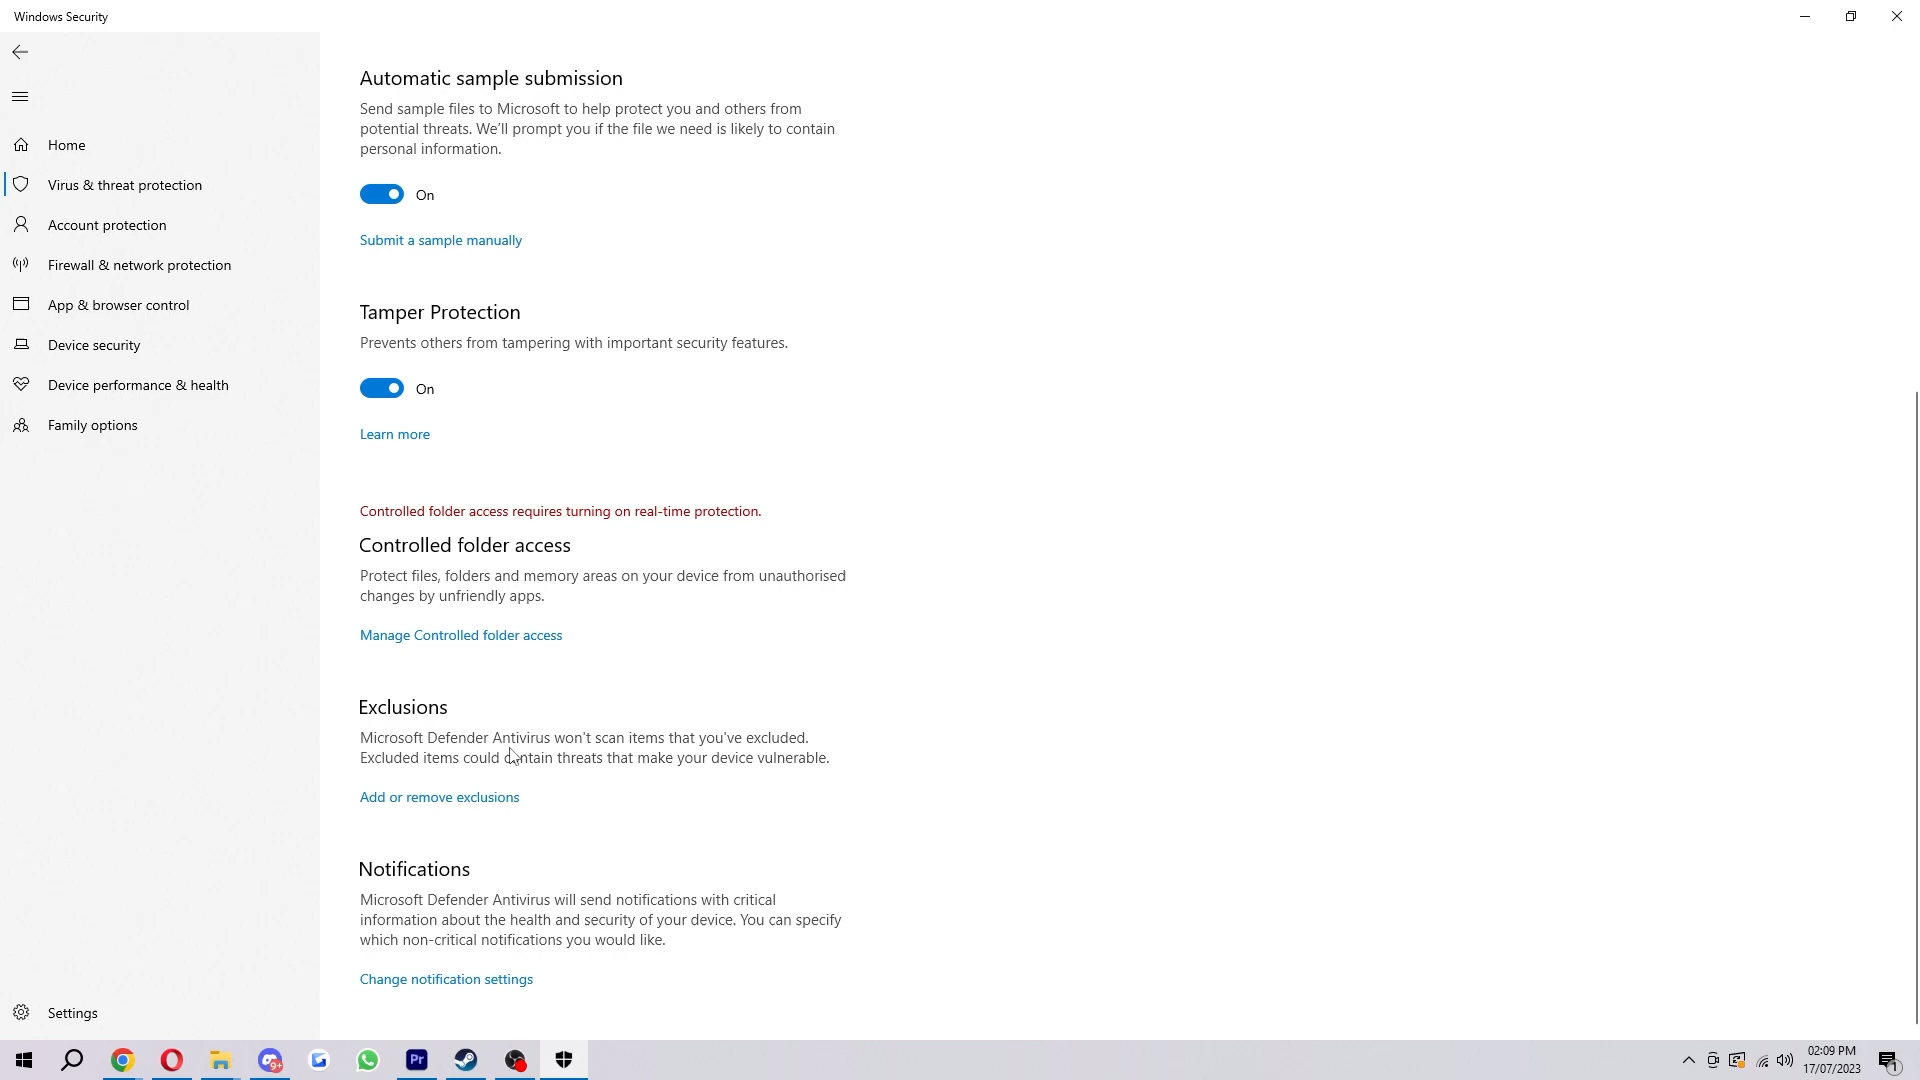 Windows Security
Home
Virus & threat protection
Account protection
Firewall & network protection
App & browser control
Device security
Device performance & health
Family options
Settings
Automatic sample submission
Send sample files to Microsoft to help protect you and others from
potential threats. We'll prompt you if the file we need is likely to contain
personal information.
On
Submit a sample manually
Tamper Protection
Prevents others from tampering with important security features.
On
Learn more
Controlled folder access requires turning on real-time protection.
Controlled folder access
Protect files, folders and memory areas on your device from unauthorised
changes by unfriendly apps.
Manage Controlled folder access
Exclusions
Microsoft Defender Antivirus won't scan items that you've excluded.
Excluded items could contain threats that make your device vulnerable.
Add or remove exclusions
Notifications
Microsoft Defender Antivirus will send notifications with critical
information about the health and security of your device. You can specify
which non-critical notifications you would like.
Change notification settings
9+
Pr
02:09 PM
17/07/2023
1